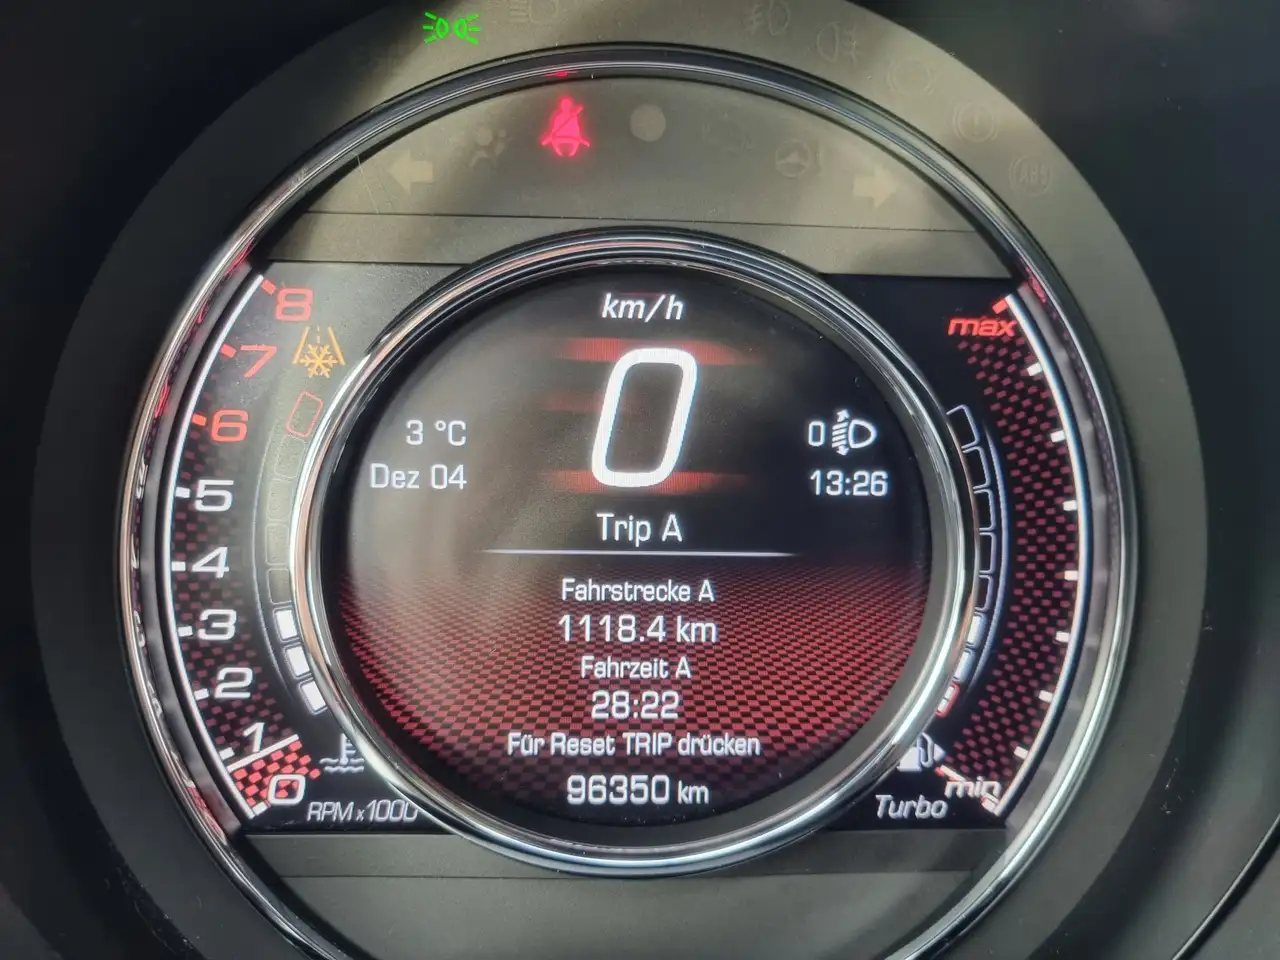 ABS
km/h
0
3 °C
0
Dez 04
13:26
Trip A
Fahrstrecke A
1118.4 km
Fahrzeit A
28:22
Für Reset TRIP drücken
96350 km
8
7
6
5
4
3
2
1
0
RPM x1000
max
min
Turbo